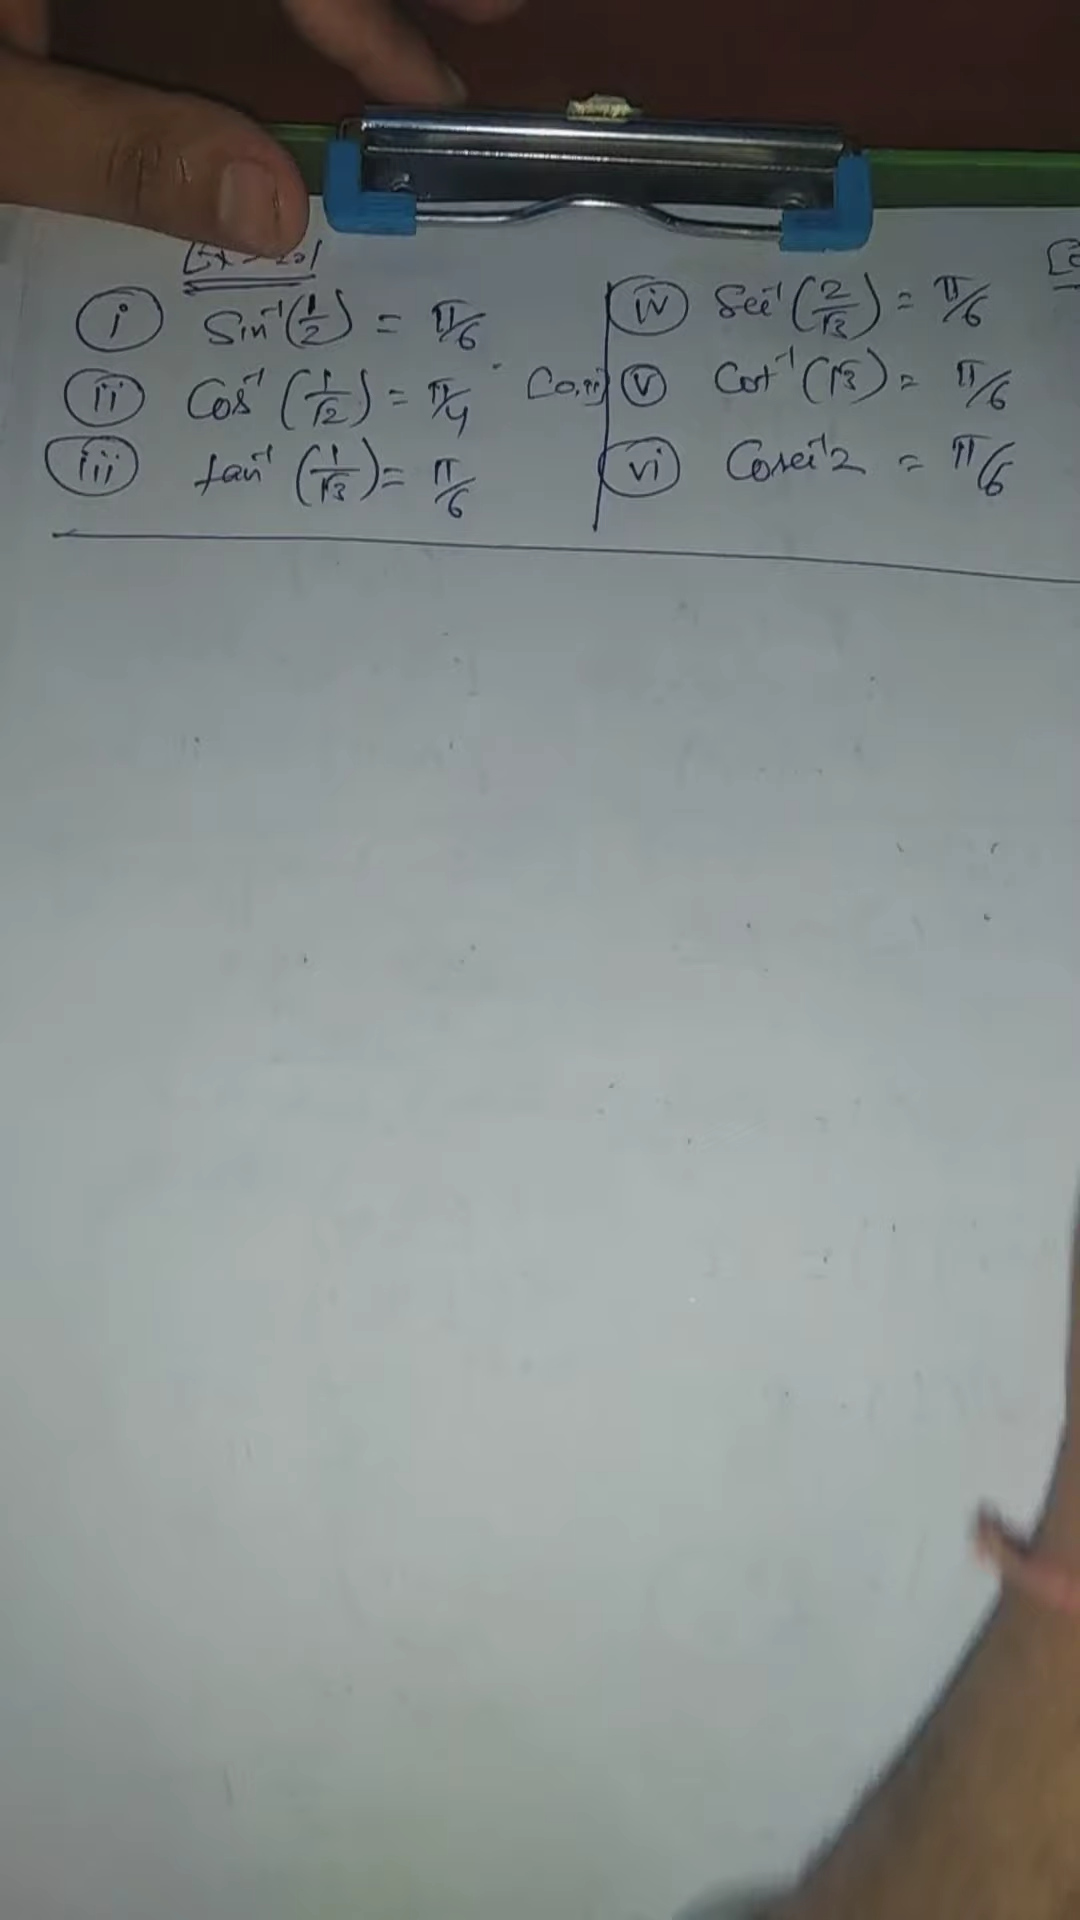 (i) Sin⁻¹(1/2) = π/6
(ii) Cos⁻¹(1/√2) = π/4
(iii) tan⁻¹(1/√3) = π/6
(iv) Sec⁻¹(2/√3) = π/6
(v) Cot⁻¹(√3) = π/6
(vi) Cosec⁻¹2 = π/6